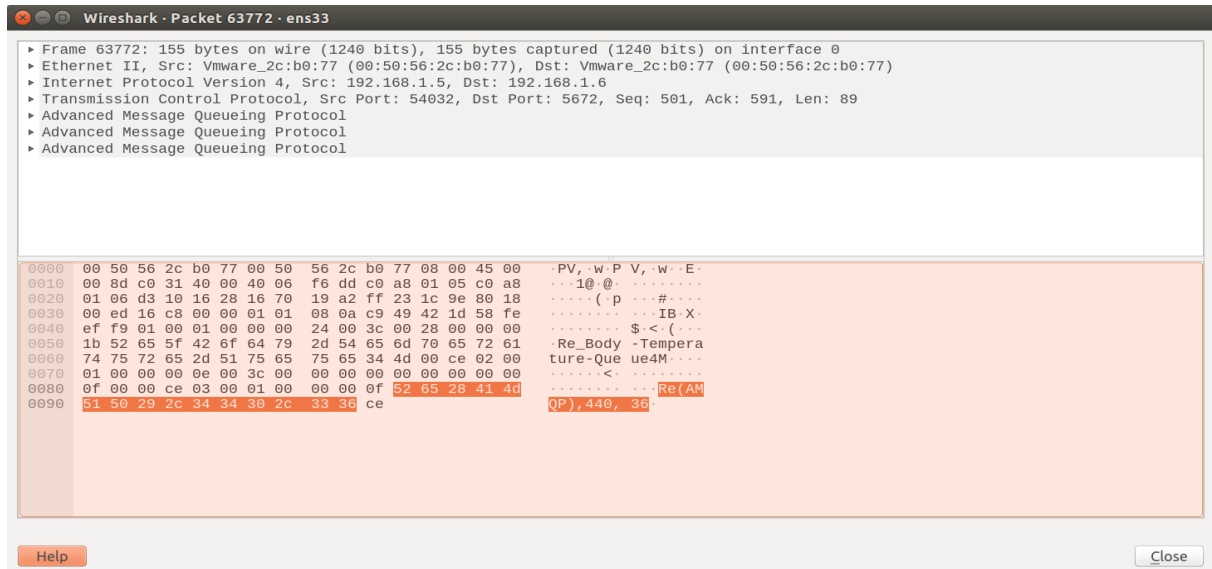 Wireshark · Packet 63772 · ens33
▸ Frame 63772: 155 bytes on wire (1240 bits), 155 bytes captured (1240 bits) on interface 0
▸ Ethernet II, Src: Vmware_2c:b0:77 (00:50:56:2c:b0:77), Dst: Vmware_2c:b0:77 (00:50:56:2c:b0:77)
▸ Internet Protocol Version 4, Src: 192.168.1.5, Dst: 192.168.1.6
▸ Transmission Control Protocol, Src Port: 54032, Dst Port: 5672, Seq: 501, Ack: 591, Len: 89
▸ Advanced Message Queueing Protocol
▸ Advanced Message Queueing Protocol
▸ Advanced Message Queueing Protocol
0000 00 50 56 2c b0 77 00 50 56 2c b0 77 08 00 45 00 ·PV,·w·P V,·w··E·
0010 00 8d c0 31 40 00 40 06 f6 dd c0 a8 01 05 c0 a8 ···1@·@· ········
0020 01 06 d3 10 16 28 16 70 19 a2 ff 23 1c 9e 80 18 ·····(·p ···#····
0030 00 ed 16 c8 00 00 01 01 08 0a c9 49 42 1d 58 fe ········ ···IB·X·
0040 ef f9 01 00 01 00 00 00 24 00 3c 00 28 00 00 00 ········ $·<·(···
0050 1b 52 65 5f 42 6f 64 79 2d 54 65 6d 70 65 72 61 ·Re_Body -Tempera
0060 74 75 72 65 2d 51 75 65 75 65 34 4d 00 ce 02 00 ture-Que ue4M····
0070 01 00 00 00 0e 00 3c 00 00 00 00 00 00 00 00 00 ······<· ········
0080 0f 00 00 ce 03 00 01 00 00 00 0f 52 65 28 41 4d ········ ···Re(AM
0090 51 50 29 2c 34 34 30 2c 33 36 ce QP),440, 36·
Help
Close